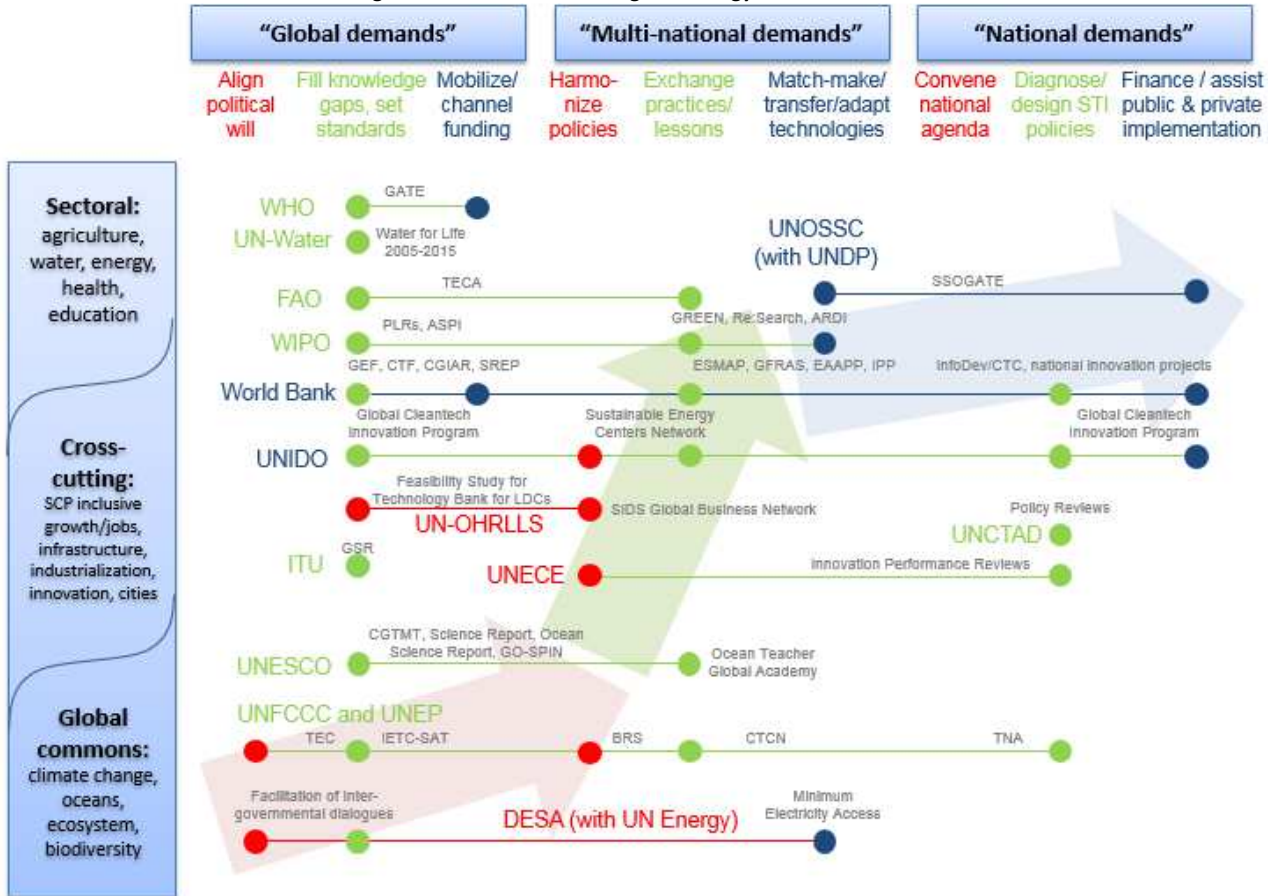 "Global demands"
"Multi-national demands"
"National demands"
Align
political
will
Fill knowledge
gaps, set
standards
Mobilize/
channel
funding
Harmo-
nize
policies
Exchange
practices/
lessons
Match-make/
transfer/adapt
technologies
Convene
national
agenda
Diagnose/
design STI
policies
Finance / assist
public & private
implementation
Sectoral:
agriculture,
water, energy,
health,
education
Cross-
cutting:
SCP inclusive
growth/jobs,
infrastructure,
industrialization,
innovation, cities
Global
commons:
climate change,
oceans,
ecosystem,
biodiversity
WHO
GATE
UN-Water
Water for Life
2005-2015
UNOSSC
(with UNDP)
SSOGATE
FAO
TECA
WIPO
PLRs, ASPI
GREEN, Re:Search, ARDI
World Bank
GEF, CTF, CGIAR, SREP
ESMAP, GFRAS, EAAPP, IPP
InfoDev/CTC, national innovation projects
UNIDO
Global Cleantech
Innovation Program
Sustainable Energy
Centers Network
Global Cleantech
Innovation Program
Feasibility Study for
Technology Bank for LDCs
UN-OHRLLS
SIDS Global Business Network
Policy Reviews
UNCTAD
ITU
GSR
UNECE
Innovation Performance Reviews
UNESCO
CGTMT, Science Report, Ocean
Science Report, GO-SPIN
Ocean Teacher
Global Academy
UNFCCC and UNEP
TEC
IETC-SAT
BRS
CTCN
TNA
Facilitation of Inter-
governmental dialogues
DESA (with UN Energy)
Minimum
Electricity Access